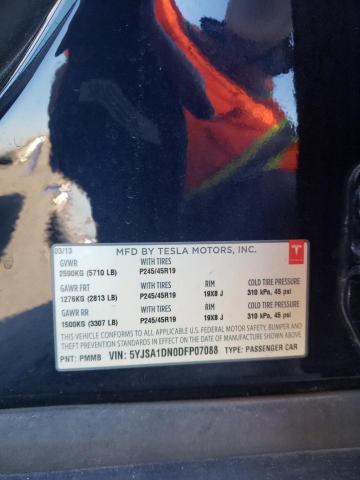 03/13 MFD BY TESLA MOTORS, INC.
GVWR WITH TIRES
2590KG (5710 LB) P245/45R19
GAWR FRT WITH TIRES RIM COLD TIRE PRESSURE
1276KG (2813 LB) P245/45R19 19X8 J 310 kPa, 45 psi
GAWR RR WITH TIRES RIM COLD TIRE PRESSURE
1500KG (3307 LB) P245/45R19 19X8 J 310 kPa, 45 psi
THIS VEHICLE CONFORMS TO ALL APPLICABLE U.S. FEDERAL MOTOR SAFETY, BUMPER AND
THEFT PREVENTION STANDARDS IN EFFECT ON THE DATE OF MANUFACTURE SHOWN ABOVE
PNT: PMMB VIN: 5YJSA1DN0DFP07088 TYPE: PASSENGER CAR